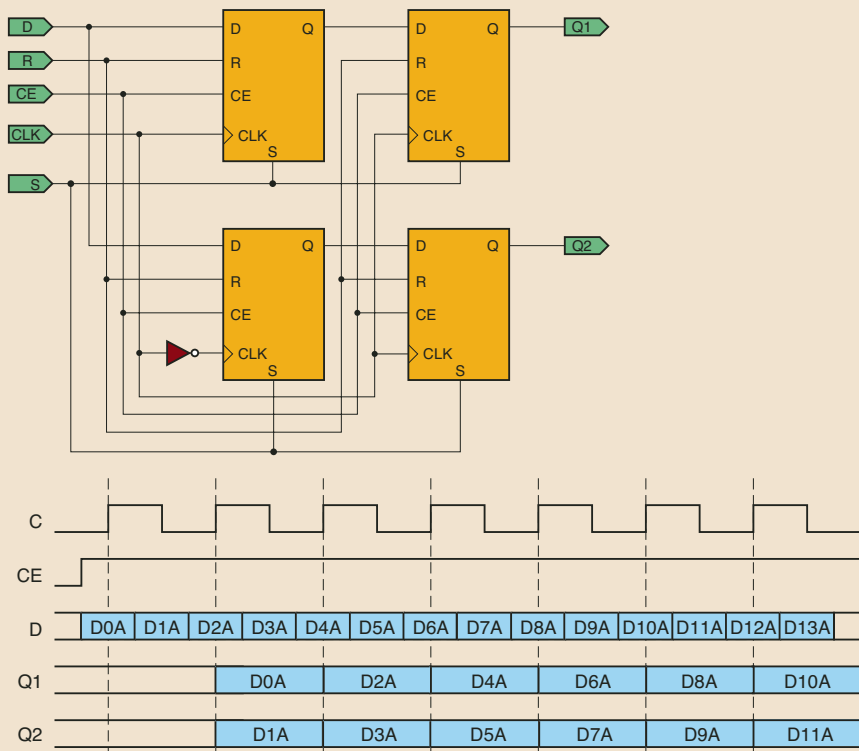 D D Q D Q Q1
R R R
CE CE CE
CLK CLK CLK
S S S
D Q D Q Q2
R R
CE CE
CLK CLK
S S
C
CE
D D0A D1A D2A D3A D4A D5A D6A D7A D8A D9A D10A D11A D12A D13A
Q1 D0A D2A D4A D6A D8A D10A
Q2 D1A D3A D5A D7A D9A D11A